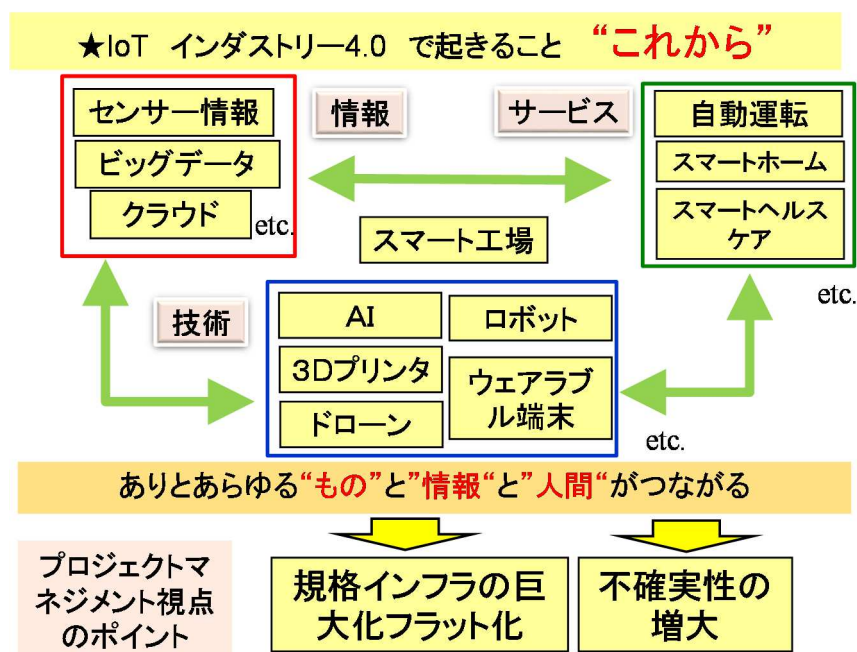 ★IoT インダストリー4.0 で起きること “これから”
センサー情報
ビッグデータ
クラウド
etc.
情報
サービス
自動運転
スマートホーム
スマートヘルス
ケア
etc.
スマート工場
技術
AI
ロボット
3Dプリンタ
ウェアラブ
ル端末
ドローン
etc.
ありとあらゆる“もの”と”情報“と”人間“がつながる
プロジェクトマ
ネジメント視点
のポイント
規格インフラの巨
大化フラット化
不確実性の
増大